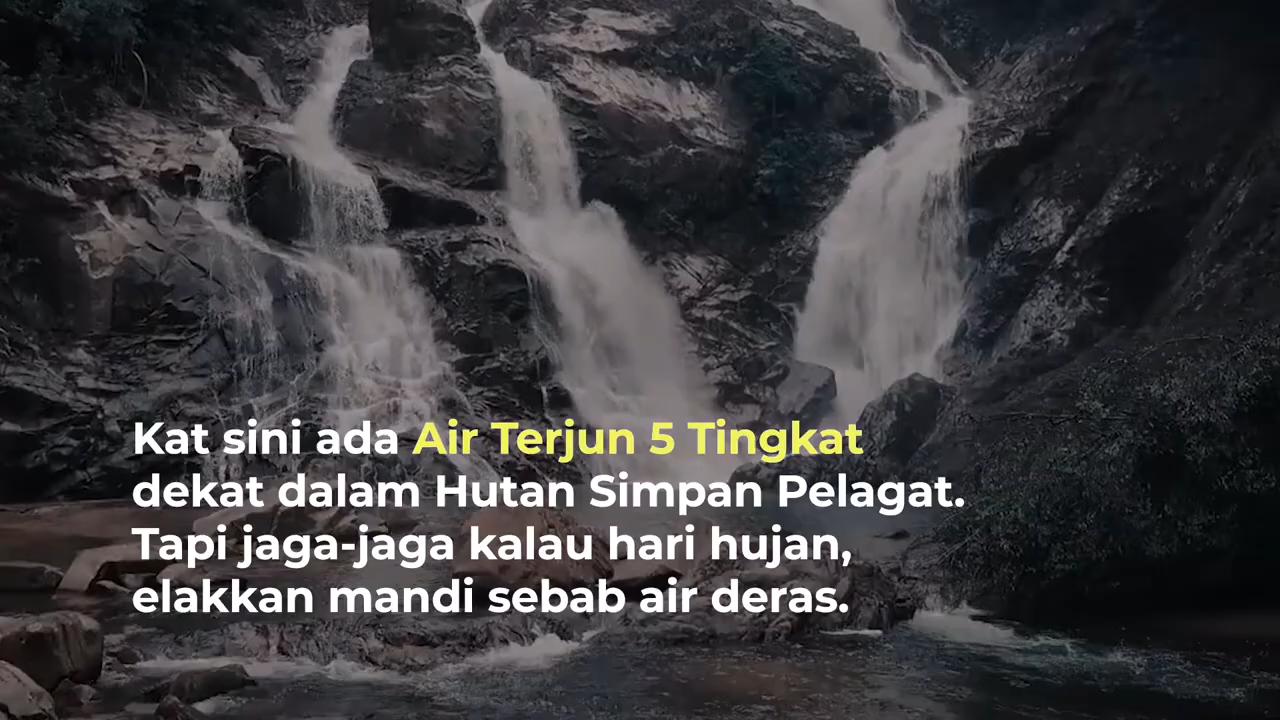 Kat sini ada Air Terjun 5 Tingkat
dekat dalam Hutan Simpan Pelagat.
Tapi jaga-jaga kalau hari hujan,
elakkan mandi sebab air deras.